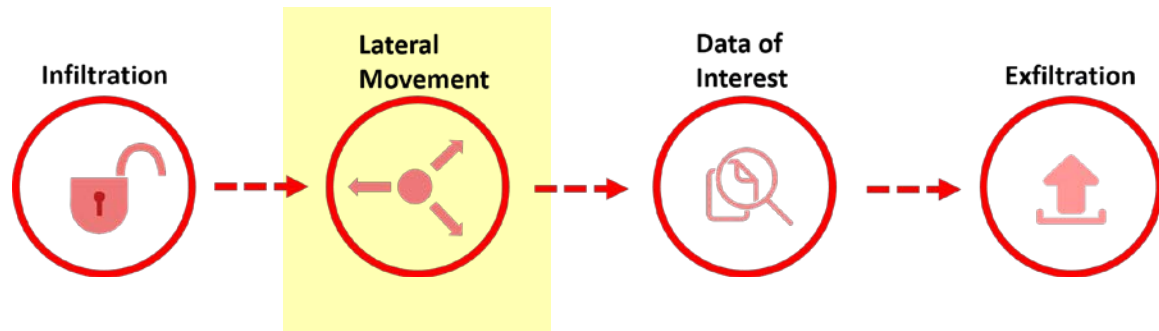 Infiltration
Lateral
Movement
Data of
Interest
Exfiltration